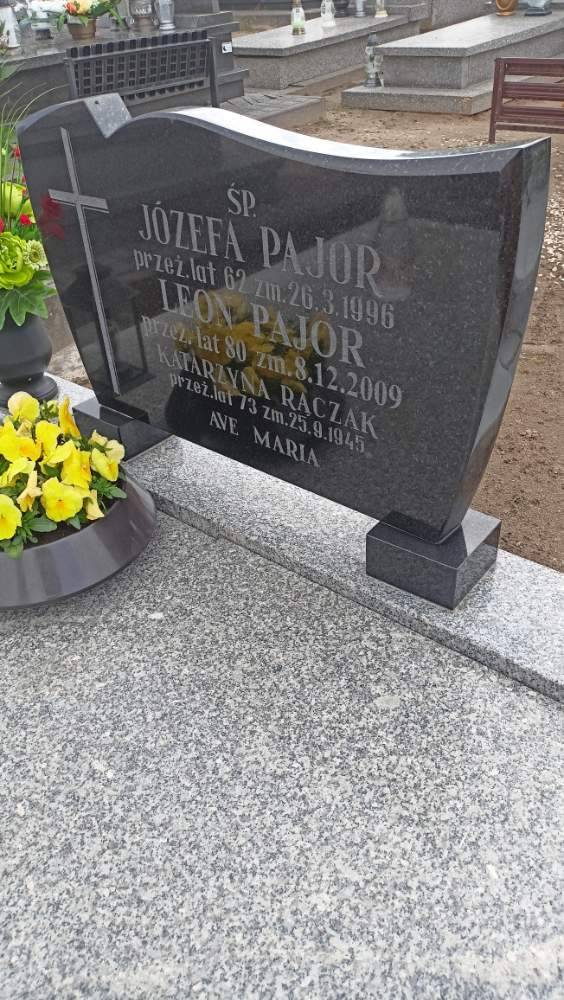 ŚP.
JÓZEFA PAJOR
przeż.lat 62 zm.26.3.1996
LEON PAJOR
przeż.lat 80 zm.8.12.2009
KATARZYNA RACZAK
przeż.lat 73 zm.25.9.1945
AVE MARIA